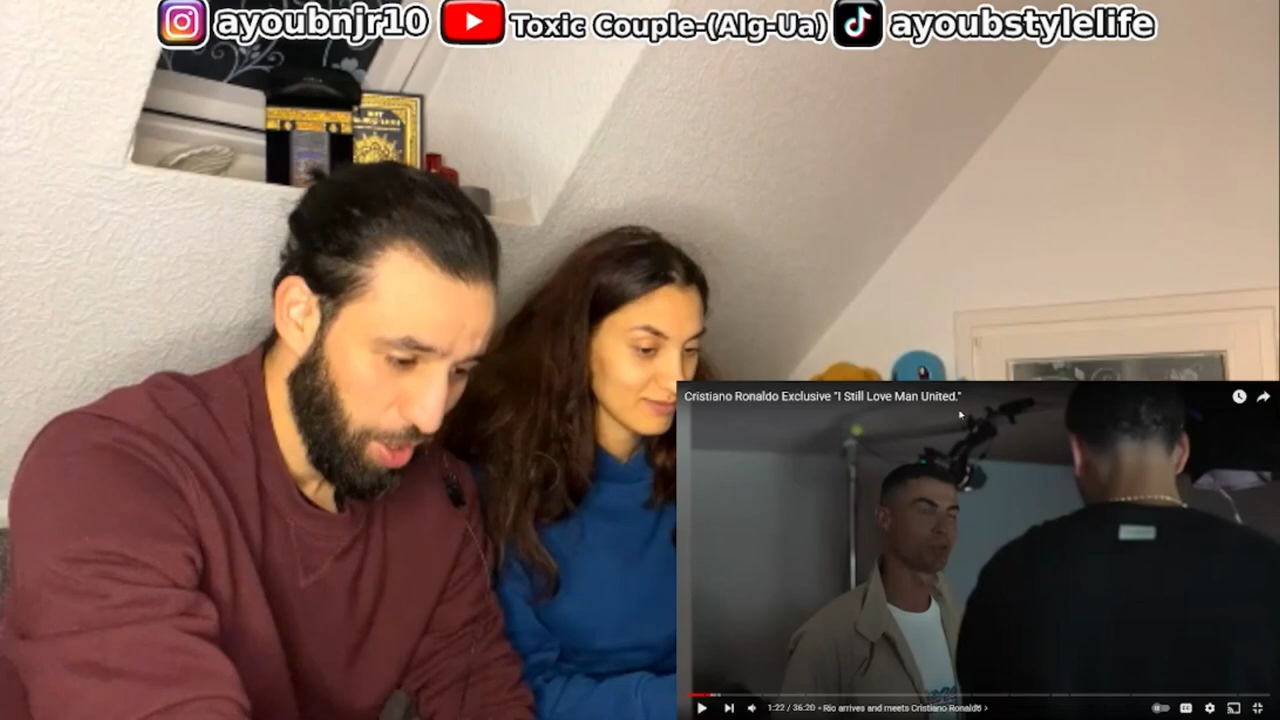 ayoubnjr10 Toxic Couple-(Alg-Ua) ayoubstylelife
Cristiano Ronaldo Exclusive "I Still Love Man United."
1:22 / 36:20 • Rio arrives and meets Cristiano Ronaldo ›